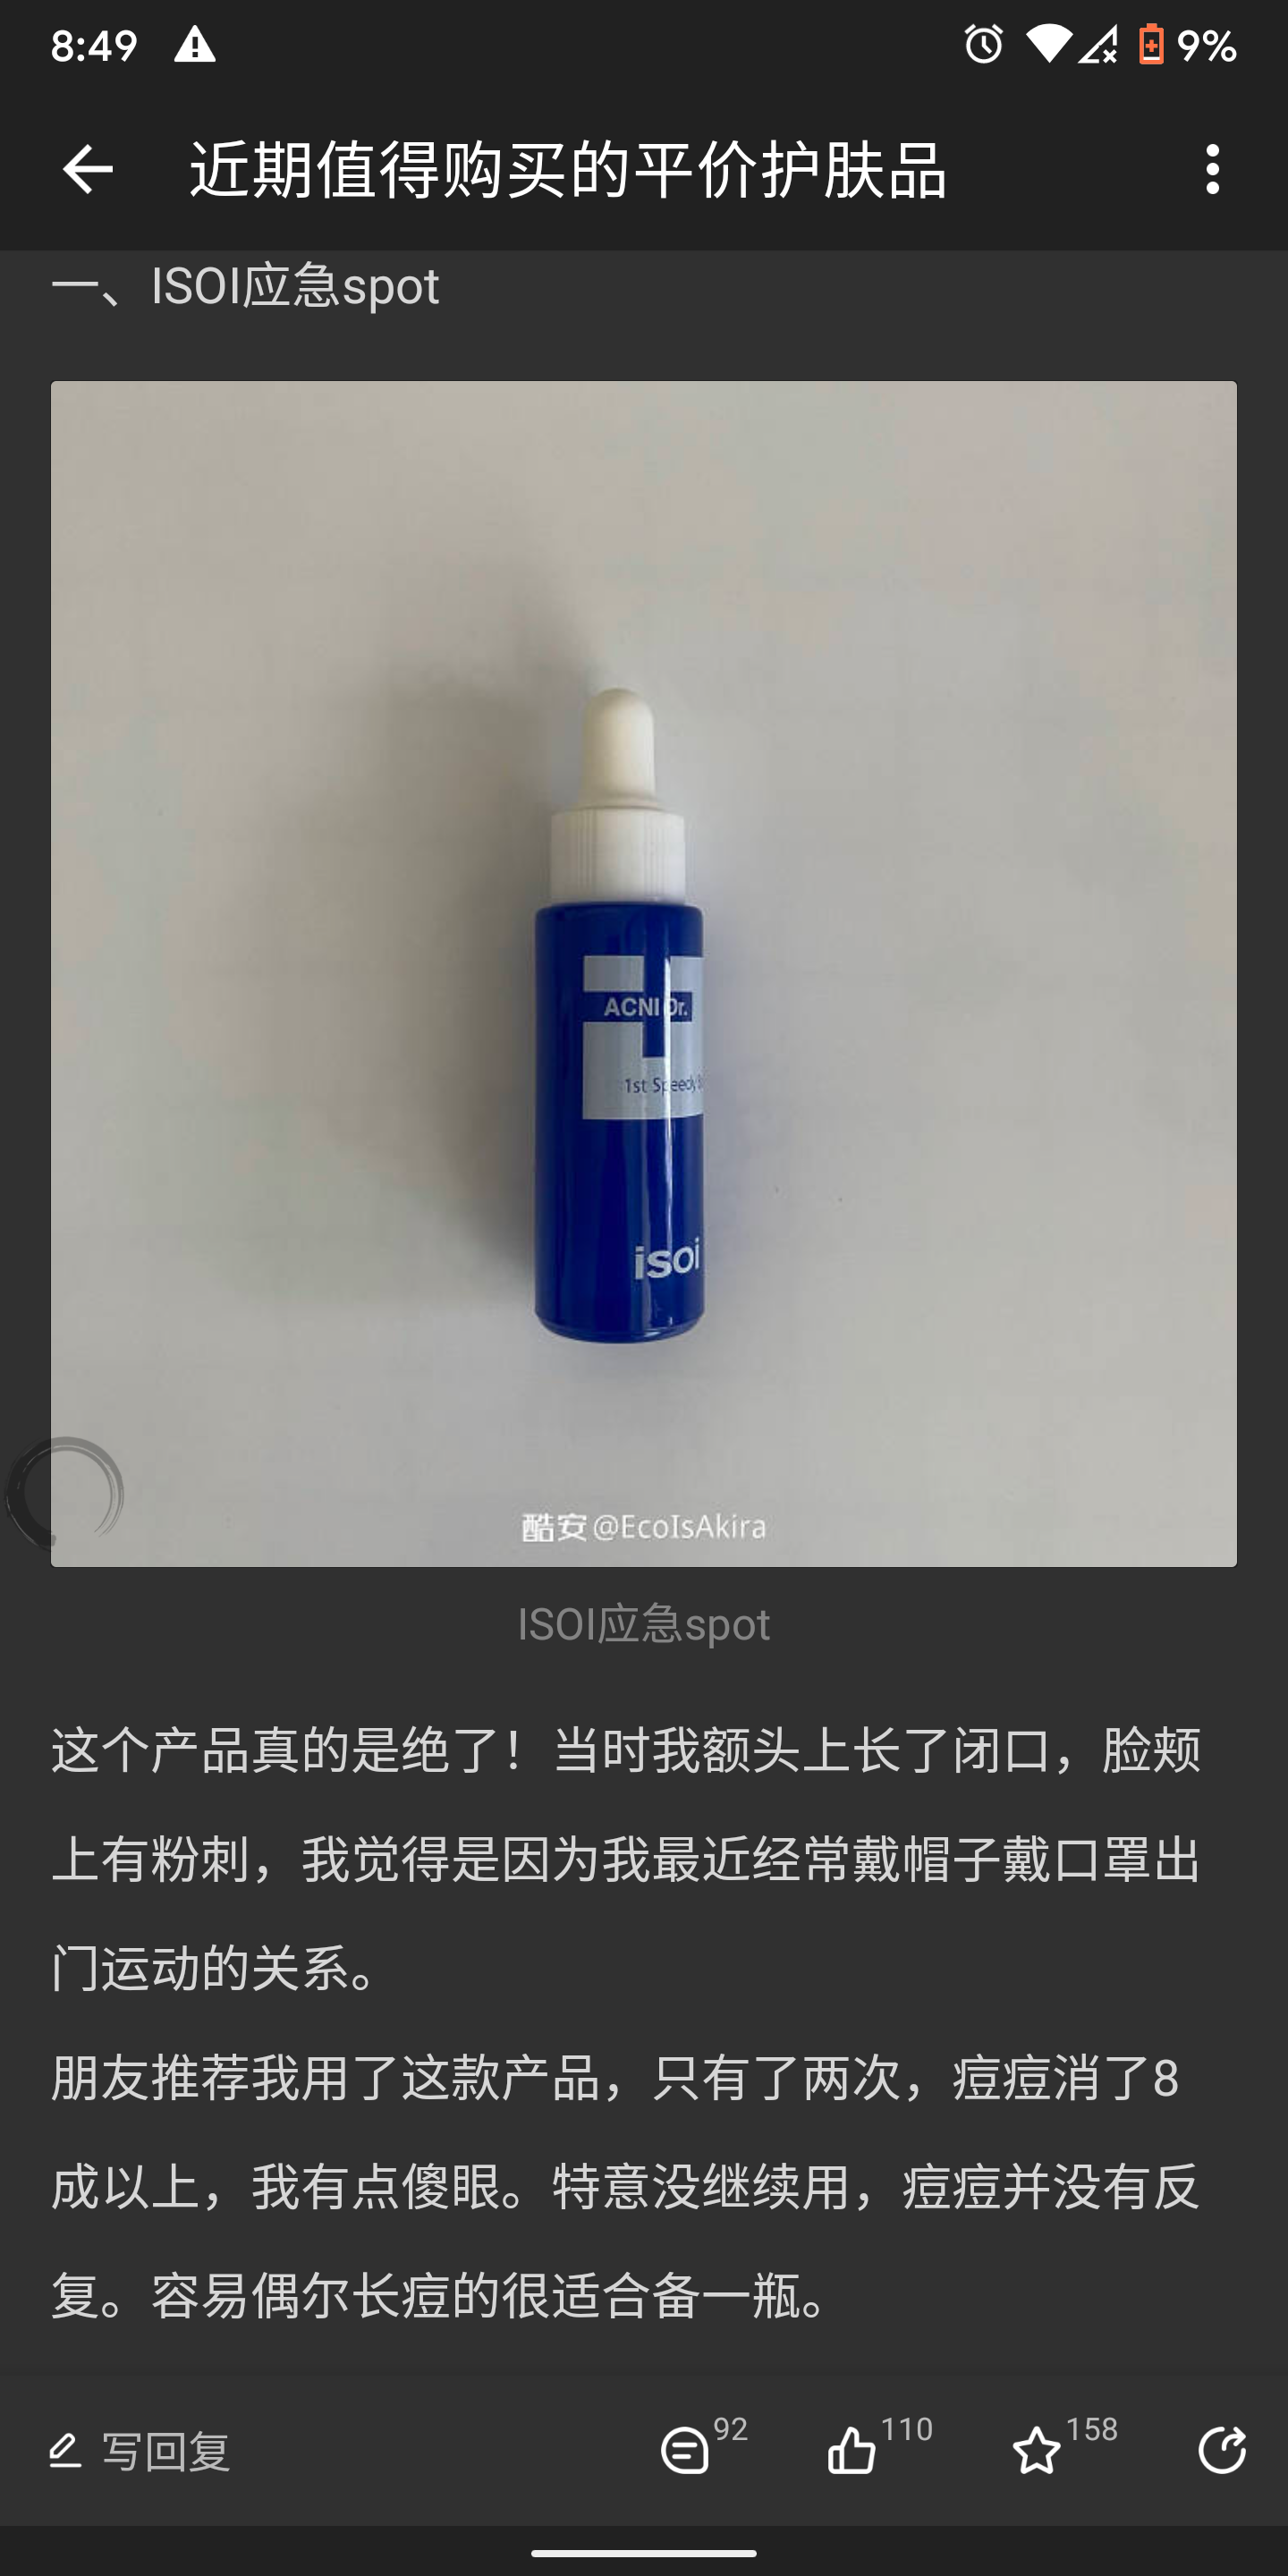 8:49
9%
近期值得购买的平价护肤品
一、ISOI应急spot
ACNI Dr.
1st Speedy
isoi
酷安@EcoIsAkira
ISOI应急spot
这个产品真的是绝了！当时我额头上长了闭口，脸颊
上有粉刺，我觉得是因为我最近经常戴帽子戴口罩出
门运动的关系。
朋友推荐我用了这款产品，只有了两次，痘痘消了8
成以上，我有点傻眼。特意没继续用，痘痘并没有反
复。容易偶尔长痘的很适合备一瓶。
写回复
92
110
158